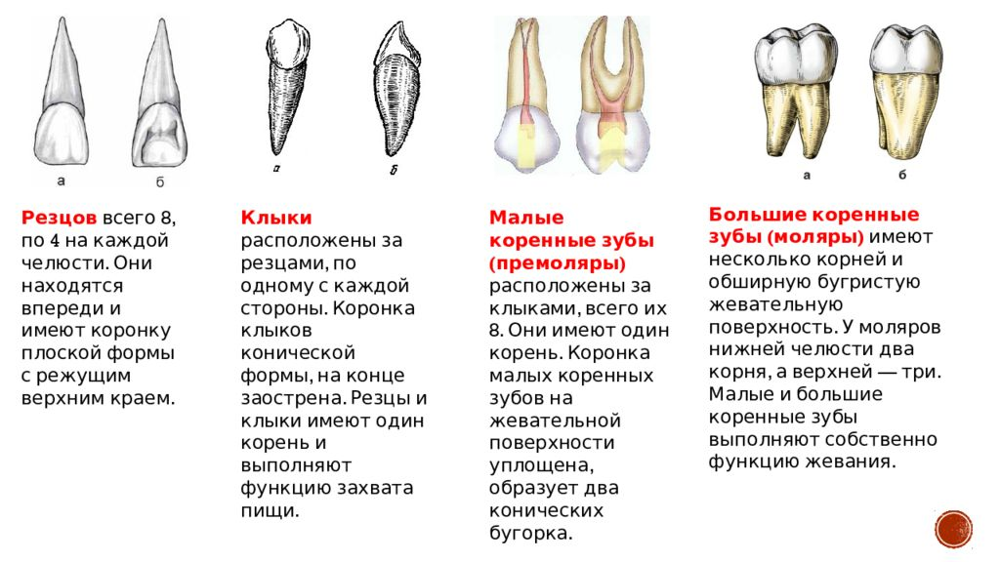 а
б
а
б
а
б
Резцов всего 8,
по 4 на каждой
челюсти. Они
находятся
впереди и
имеют коронку
плоской формы
с режущим
верхним краем.
Клыки
расположены за
резцами, по
одному с каждой
стороны. Коронка
клыков
конической
формы, на конце
заострена. Резцы и
клыки имеют один
корень и
выполняют
функцию захвата
пищи.
Малые
коренные зубы
(премоляры)
расположены за
клыками, всего их
8. Они имеют один
корень. Коронка
малых коренных
зубов на
жевательной
поверхности
уплощена,
образует два
конических
бугорка.
Большие коренные
зубы (моляры) имеют
несколько корней и
обширную бугристую
жевательную
поверхность. У моляров
нижней челюсти два
корня, а верхней — три.
Малые и большие
коренные зубы
выполняют собственно
функцию жевания.